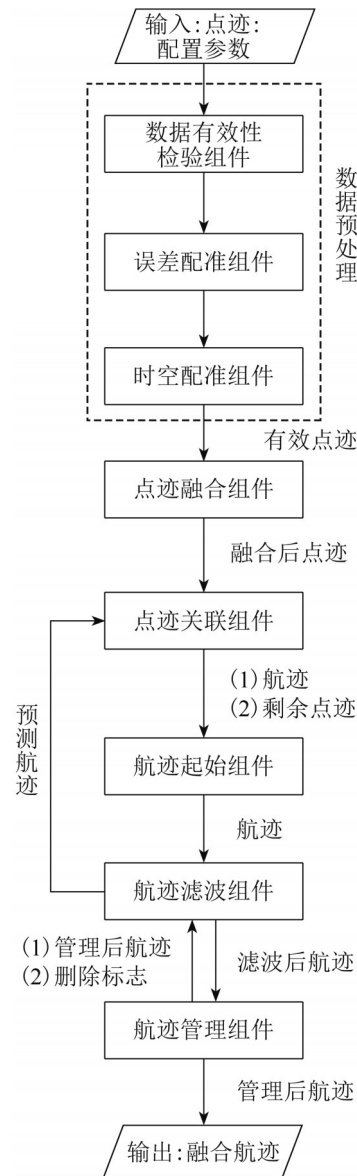 输入:点迹:
配置参数
数据有效性
检验组件
数据预处理
误差配准组件
时空配准组件
有效点迹
点迹融合组件
融合后点迹
点迹关联组件
(1)航迹
(2)剩余点迹
预测航迹
航迹起始组件
航迹
航迹滤波组件
(1)管理后航迹
(2)删除标志
滤波后航迹
航迹管理组件
管理后航迹
输出:融合航迹